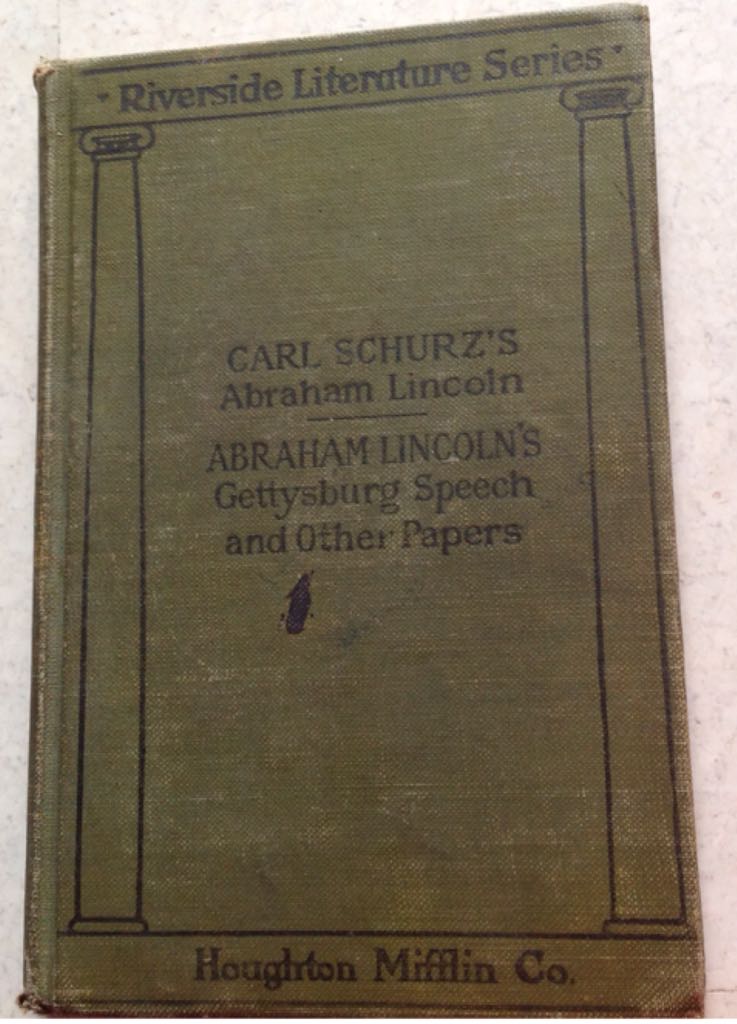 Riverside Literature Series
CARL SCHURZ'S
Abraham Lincoln
ABRAHAM LINCOLN'S
Gettysburg Speech
and Other Papers
Houghton Mifflin Co.